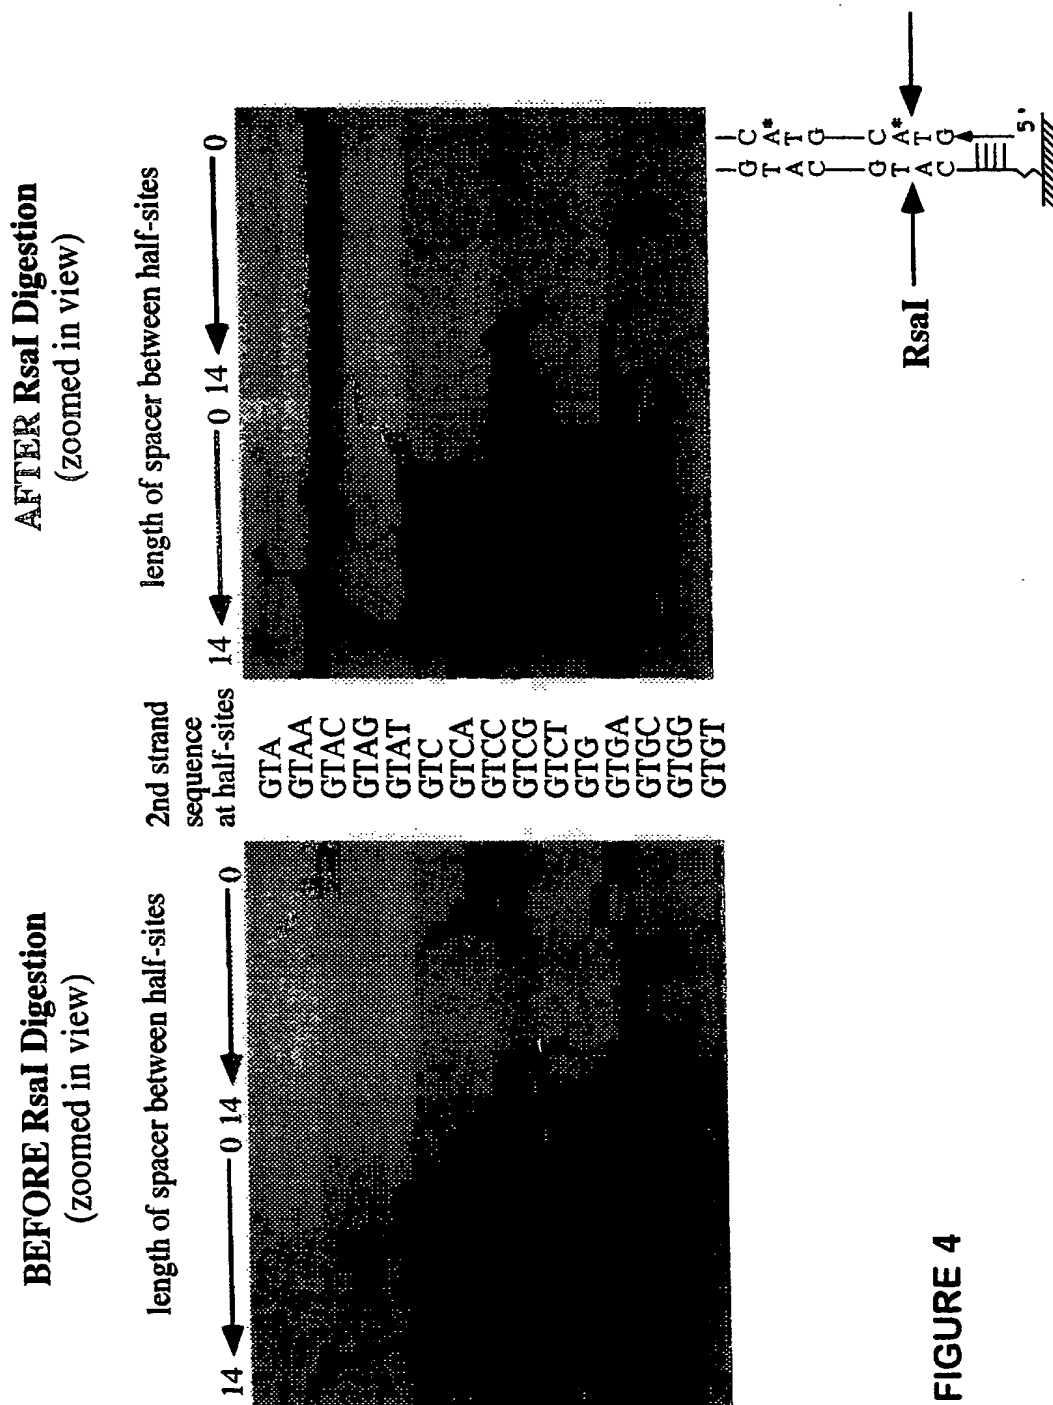 BEFORE RsaI Digestion
(zoomed in view)
length of spacer between half-sites
14 0 14 0
AFTER RsaI Digestion
(zoomed in view)
length of spacer between half-sites
14 0 14 0
2nd strand
sequence
at half-sites
GTA
GTAA
GTAC
GTAG
GTAT
GTC
GTCA
GTCC
GTCG
GTCT
GTG
GTGA
GTGC
GTGG
GTGT
RsaI
G T A C G T A C
C A* T G C A* T G
5'
FIGURE 4